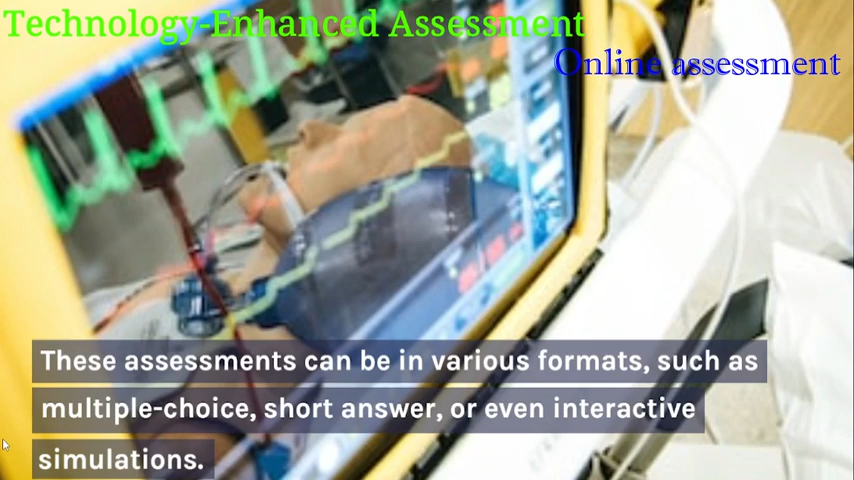 Technology-Enhanced Assessment
Online assessment
These assessments can be in various formats, such as
multiple-choice, short answer, or even interactive
simulations.